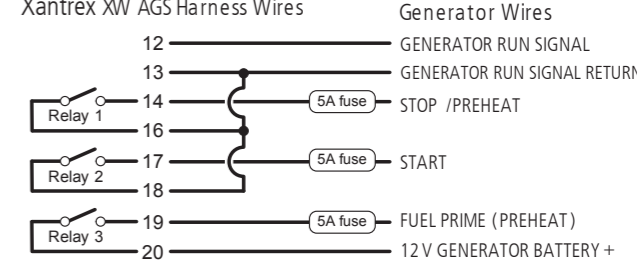 Xantrex XW AGS Harness Wires
Generator Wires
12 GENERATOR RUN SIGNAL
13 GENERATOR RUN SIGNAL RETURN
14 5A fuse STOP /PREHEAT
Relay 1
16
17 5A fuse START
Relay 2
18
19 5A fuse FUEL PRIME (PREHEAT)
Relay 3
20 12 V GENERATOR BATTERY +